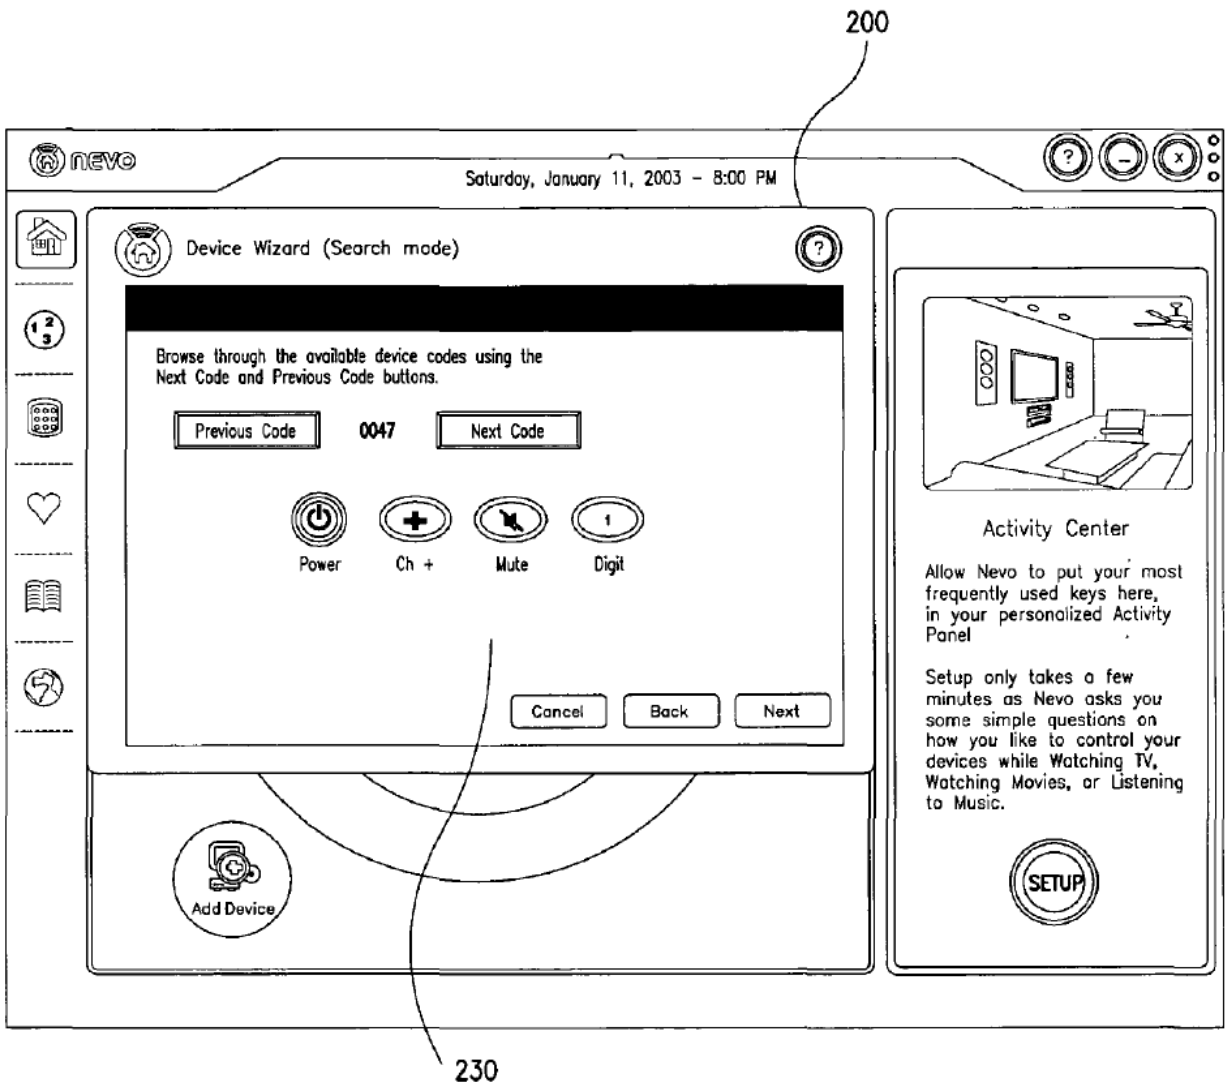 200
nevo
Saturday, January 11, 2003 - 8:00 PM
?
-
X
Device Wizard (Search mode)
?
1 2
3
Browse through the available device codes using the
Next Code and Previous Code buttons.
Previous Code
0047
Next Code
1
Power
Ch +
Mute
Digit
Cancel
Back
Next
Add Device
Activity Center
Allow Nevo to put your most
frequently used keys here,
in your personalized Activity
Panel
Setup only takes a few
minutes as Nevo asks you
some simple questions on
how you like to control your
devices while Watching TV,
Watching Movies, or Listening
to Music.
SETUP
230